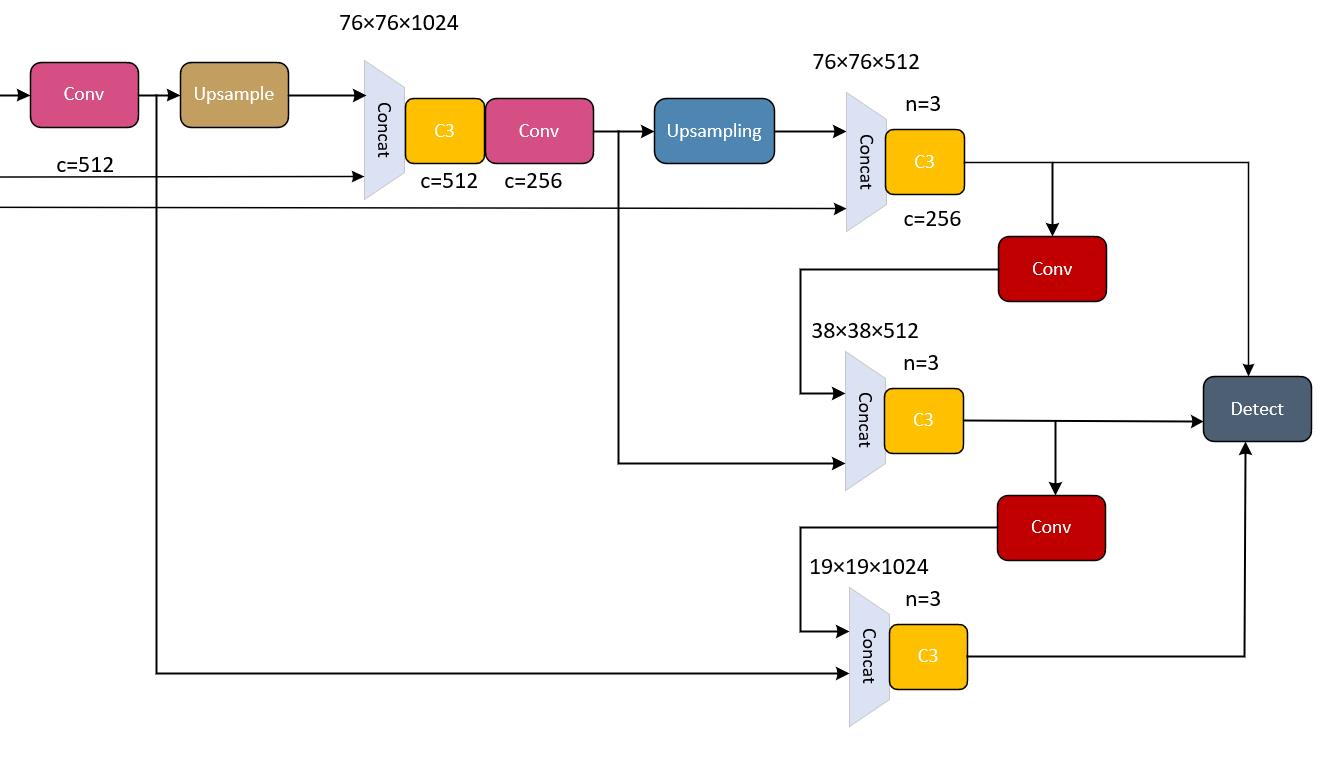 76×76×1024
76×76×512
Conv
Upsample
Concat
C3
Conv
Upsampling
Concat
n=3
C3
c=512
c=512
c=256
c=256
Conv
38×38×512
n=3
Concat
C3
Detect
Conv
19×19×1024
n=3
Concat
C3